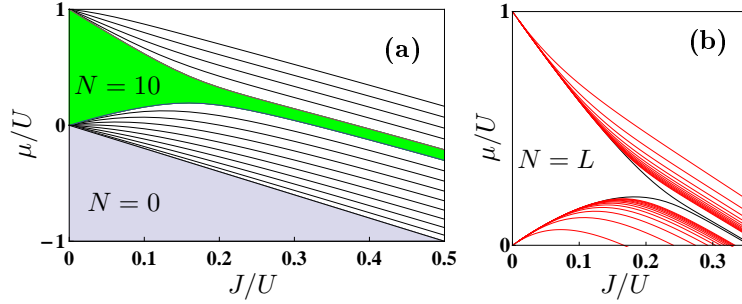 1
(a)
N = 10
μ/U
0
N = 0
−1
0 0.1 0.2 0.3 0.4 0.5
J/U
1
(b)
μ/U
N = L
0
0 0.1 0.2 0.3
J/U